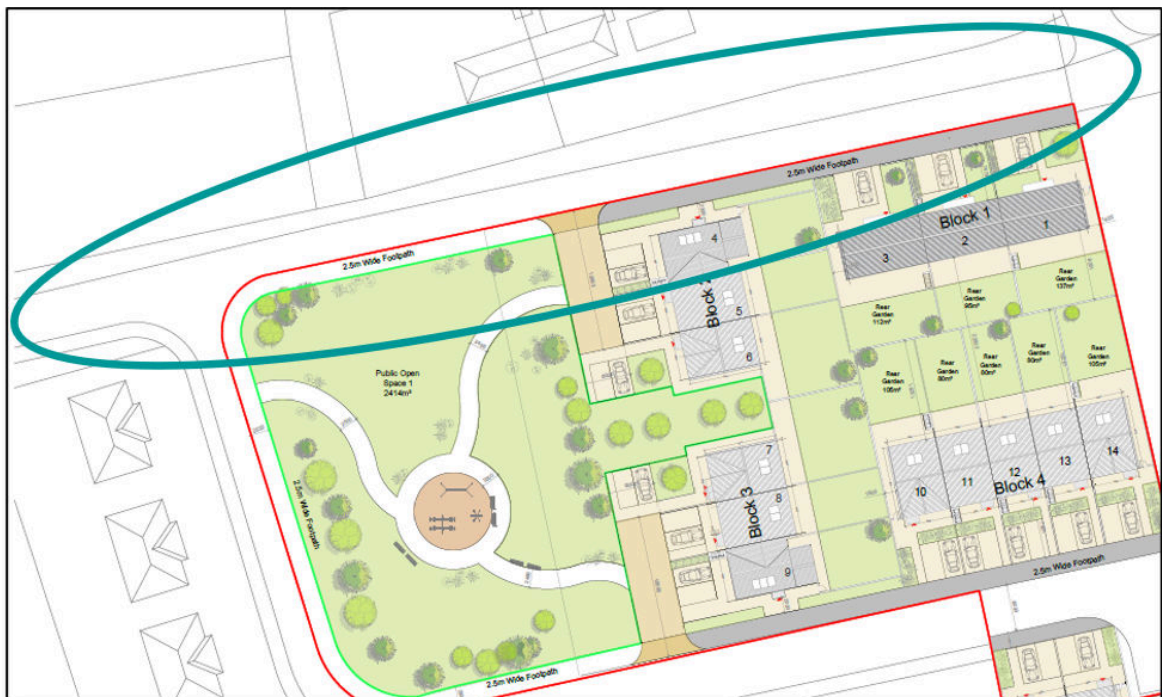 2.5m Wide Footpath
Block 1
1
2
3
2.5m Wide Footpath
4
Block 2
5
6
Rear
Garden
137m²
Rear
Garden
95m²
Rear
Garden
112m²
Public Open
Space 1
2414m²
Rear
Garden
105m²
Rear
Garden
80m²
Rear
Garden
80m²
Rear
Garden
80m²
Rear
Garden
105m²
7
Block 3
8
9
10
11
12
13
14
Block 4
2.5m Wide Footpath
2.5m Wide Footpath
2.5m Wide Footpath